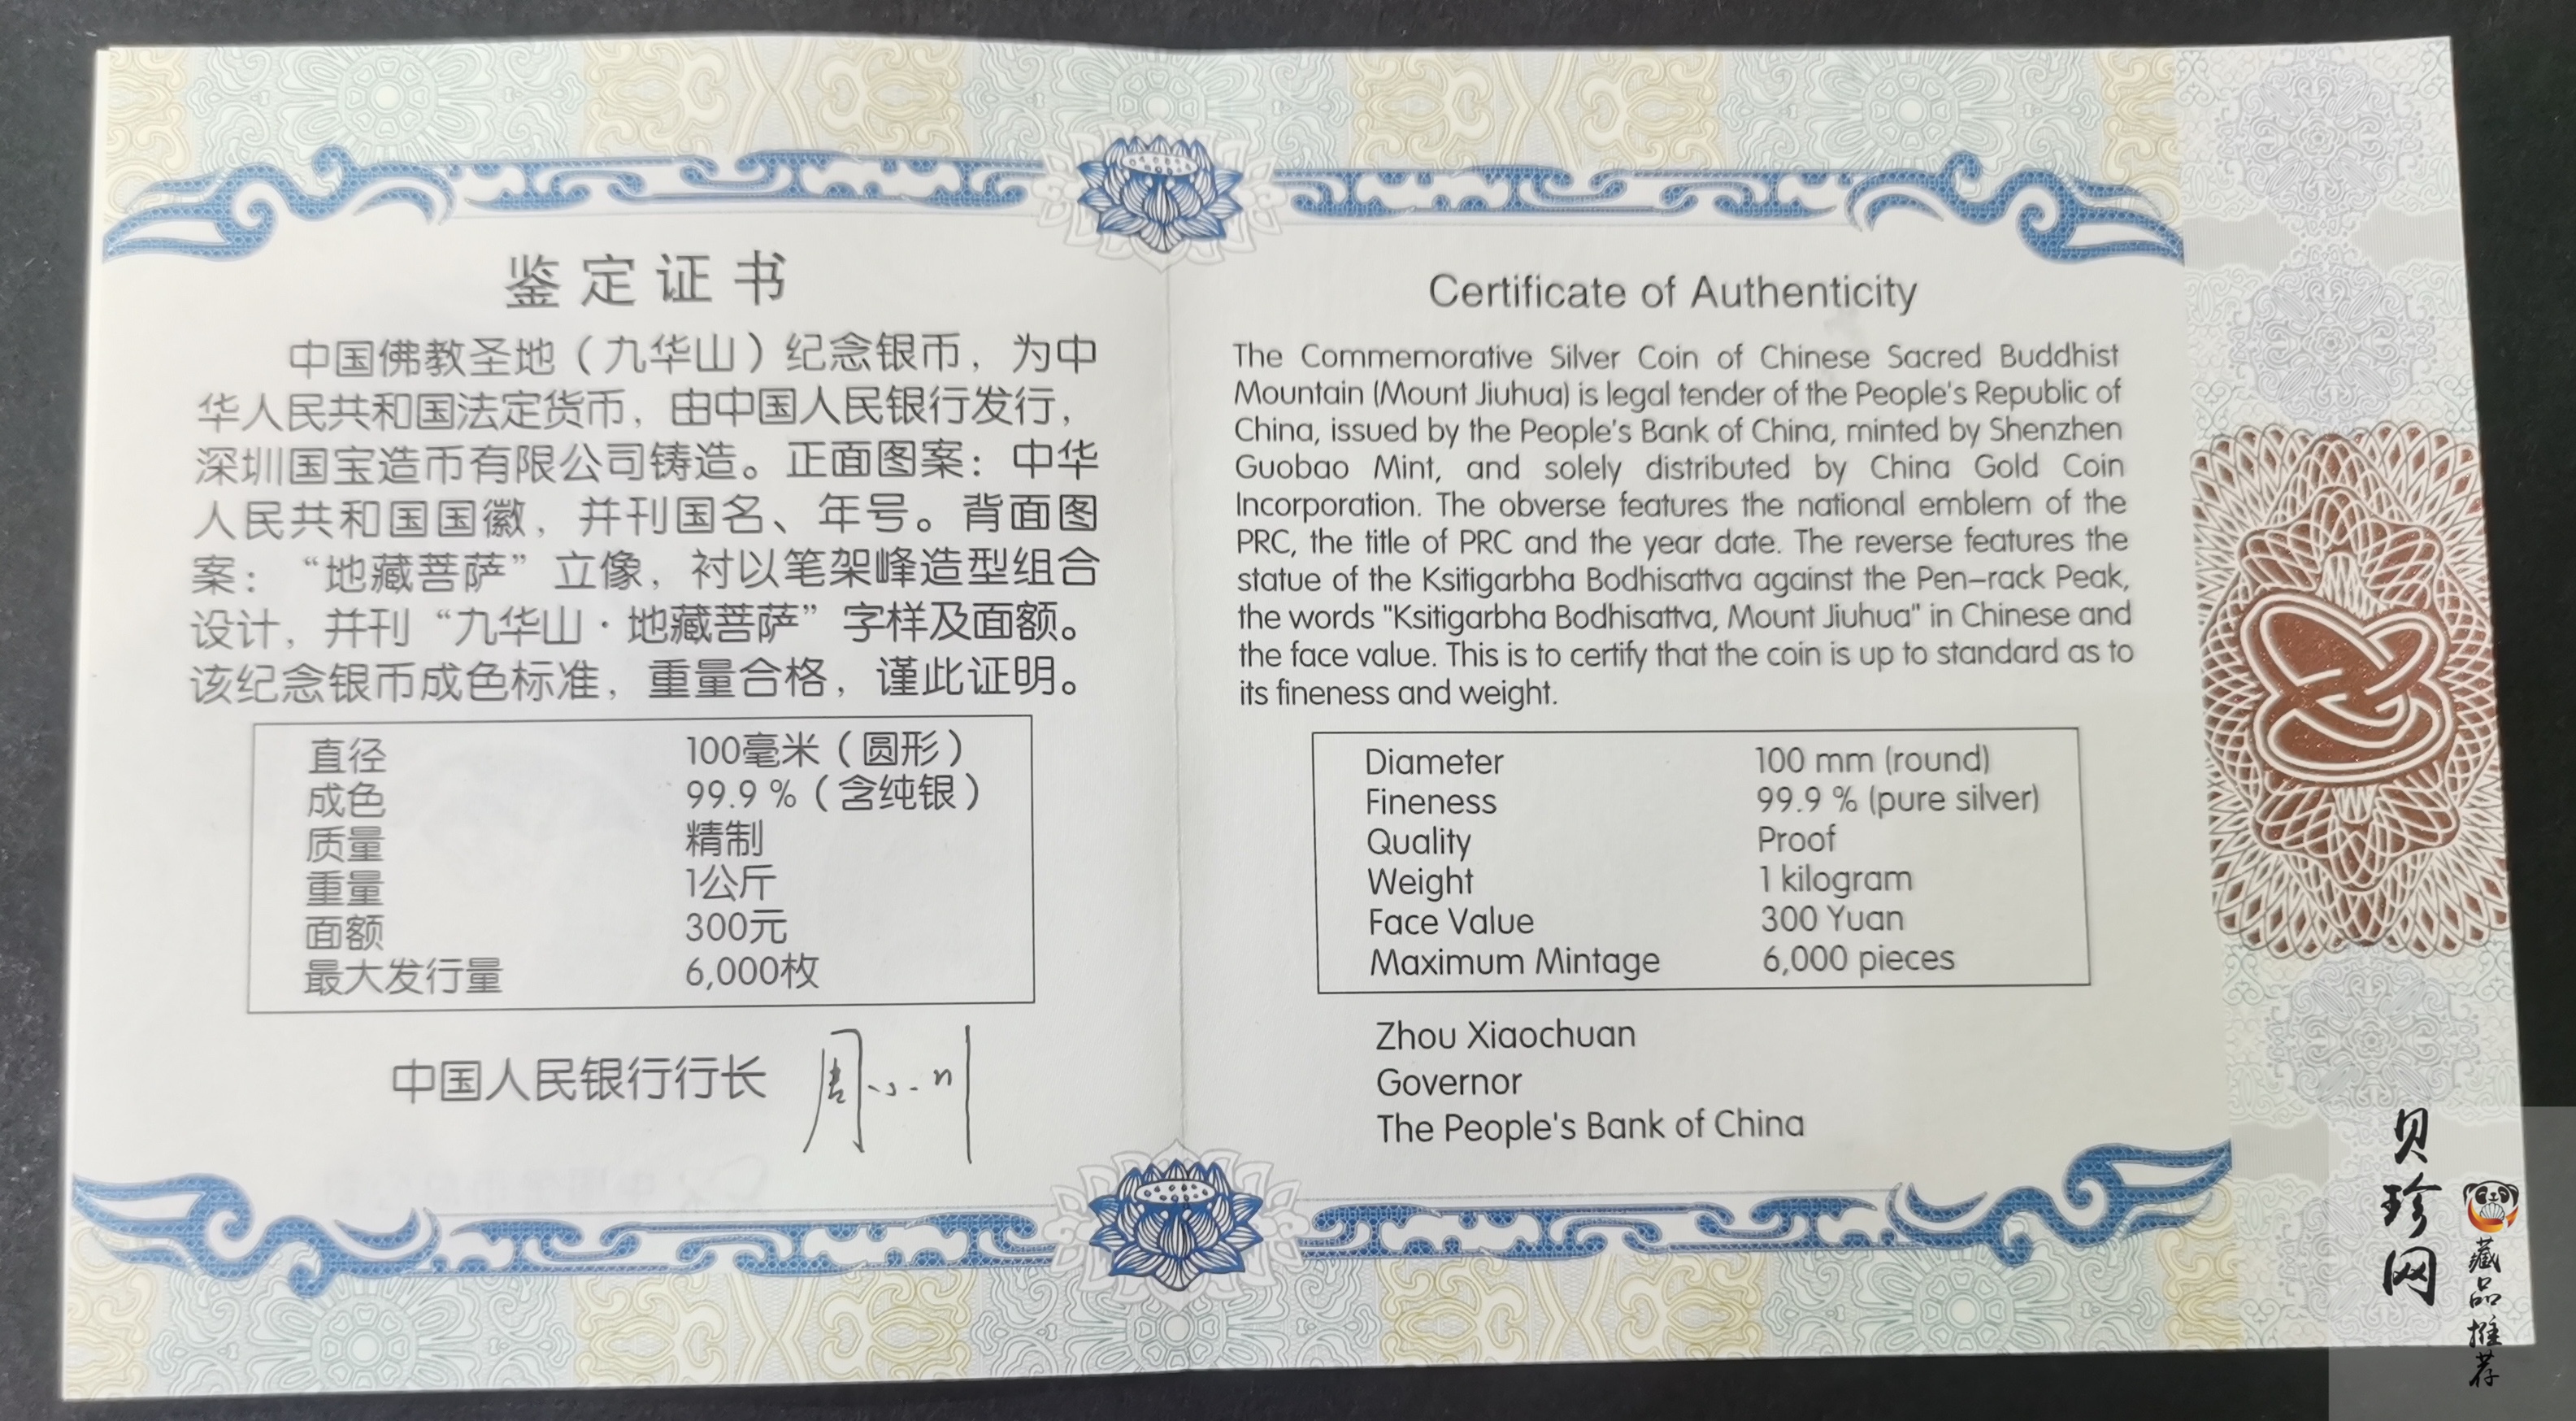 鉴定证书
中国佛教圣地（九华山）纪念银币，为中
华人民共和国法定货币，由中国人民银行发行，
深圳国宝造币有限公司铸造。正面图案：中华
人民共和国国徽，并刊国名、年号。背面图
案：“地藏菩萨”立像，衬以笔架峰造型组合
设计，并刊“九华山·地藏菩萨”字样及面额。
该纪念银币成色标准，重量合格，谨此证明。
直径 100毫米（圆形）
成色 99.9 %（含纯银）
质量 精制
重量 1公斤
面额 300元
最大发行量 6,000枚
中国人民银行行长 周小川
Certificate of Authenticity
The Commemorative Silver Coin of Chinese Sacred Buddhist
Mountain (Mount Jiuhua) is legal tender of the People's Republic of
China, issued by the People's Bank of China, minted by Shenzhen
Guobao Mint, and solely distributed by China Gold Coin
Incorporation. The obverse features the national emblem of the
PRC, the title of PRC and the year date. The reverse features the
statue of the Ksitigarbha Bodhisattva against the Pen-rack Peak,
the words "Ksitigarbha Bodhisattva, Mount Jiuhua" in Chinese and
the face value. This is to certify that the coin is up to standard as to
its fineness and weight.
Diameter 100 mm (round)
Fineness 99.9 % (pure silver)
Quality Proof
Weight 1 kilogram
Face Value 300 Yuan
Maximum Mintage 6,000 pieces
Zhou Xiaochuan
Governor
The People's Bank of China
贝珍网
藏品推荐